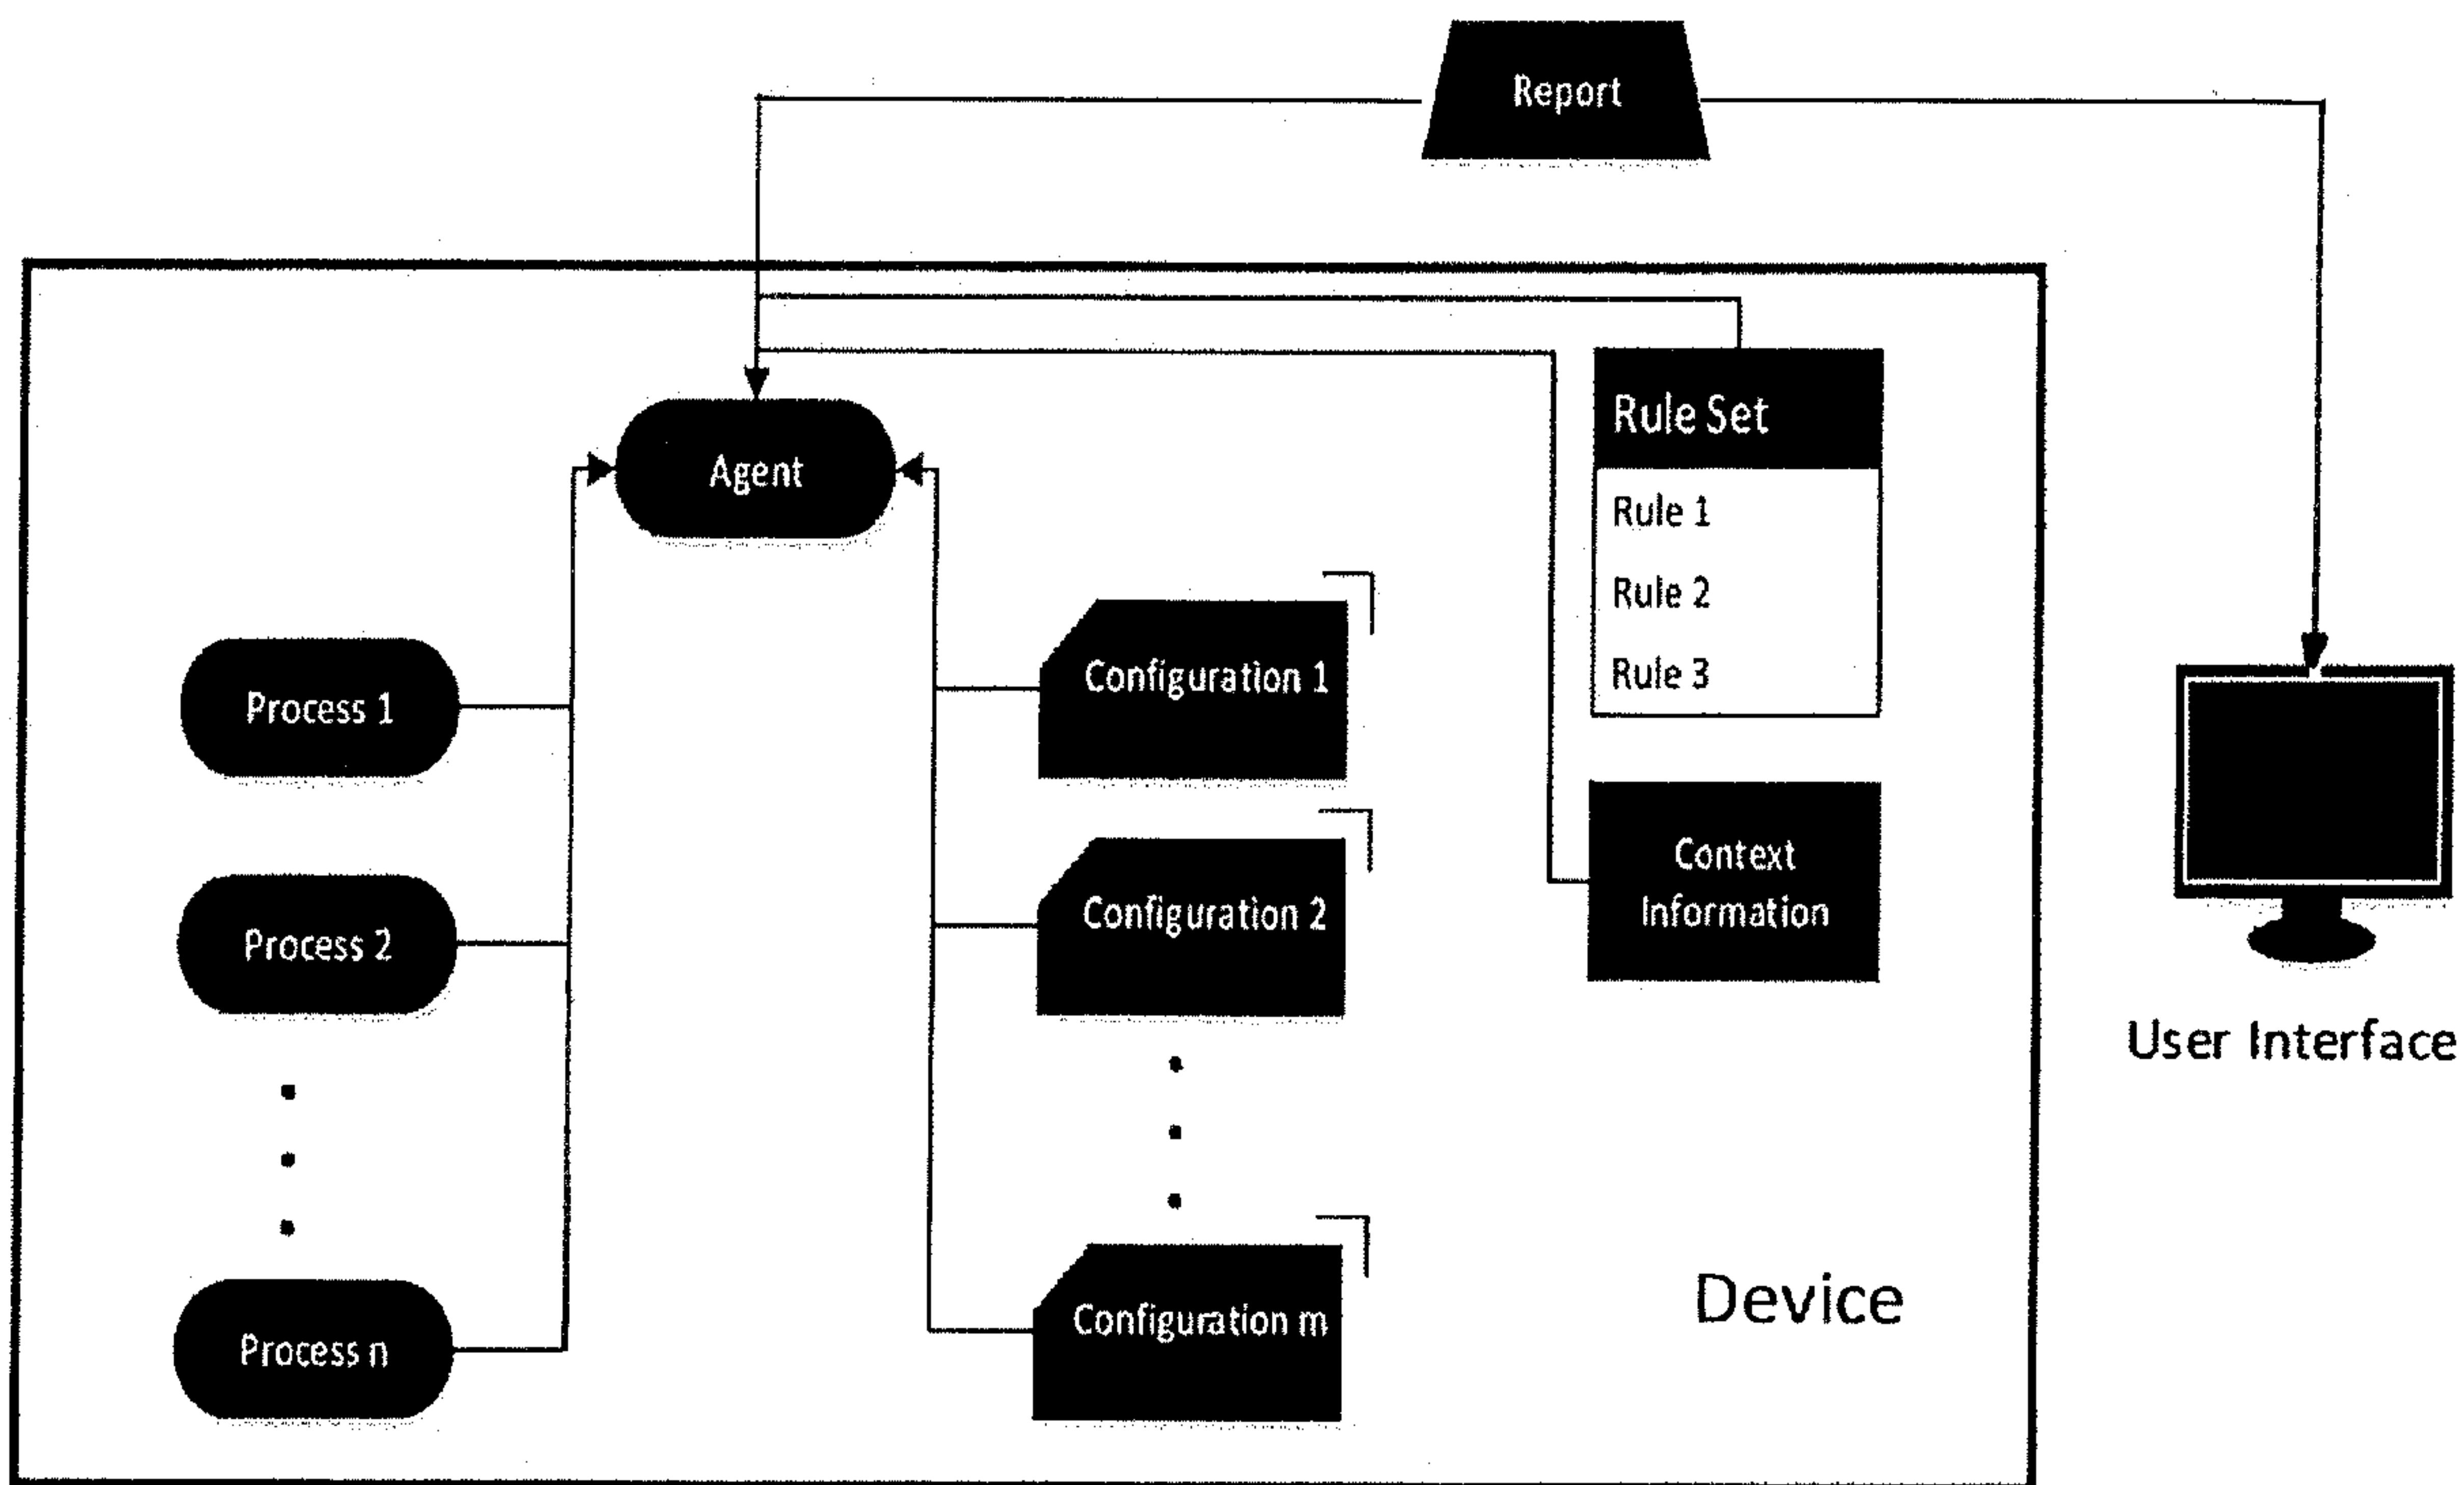 Report
Rule Set
Agent
Rule 1
Rule 2
Rule 3
Configuration 1
Process 1
Context
Information
Configuration 2
Process 2
User Interface
Device
Configuration m
Process n